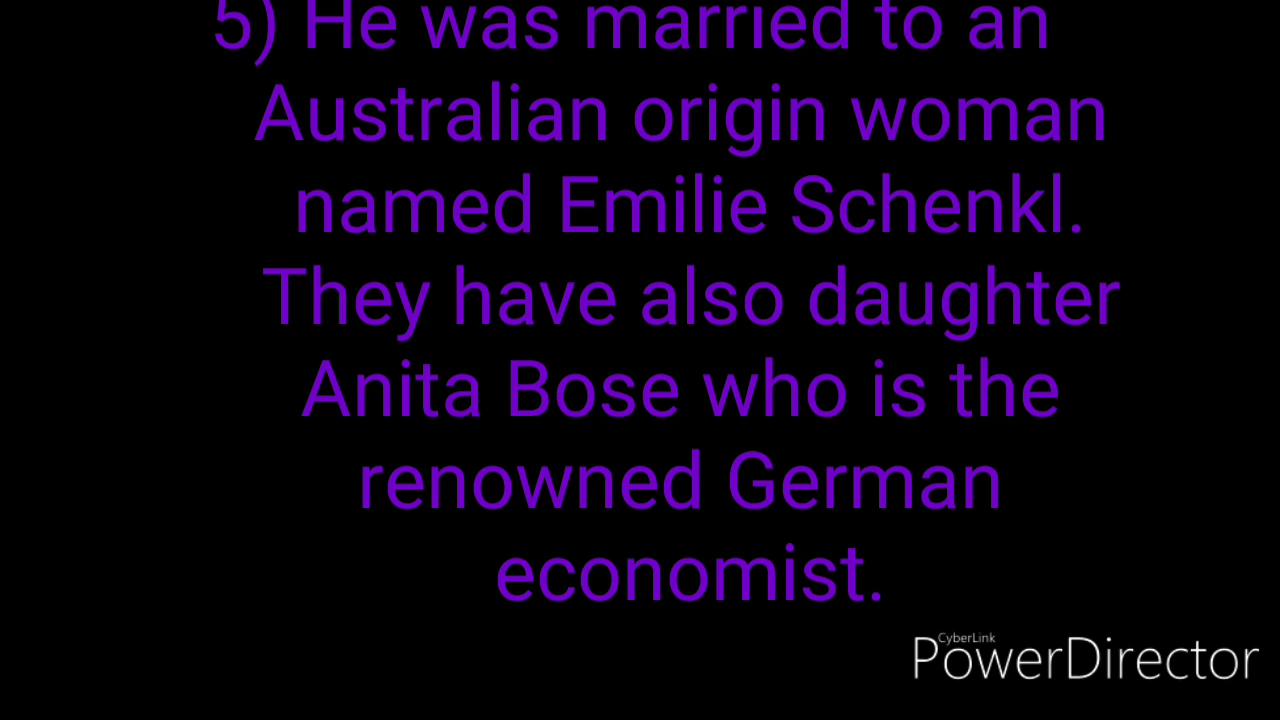 5) He was married to an
Australian origin woman
named Emilie Schenkl.
They have also daughter
Anita Bose who is the
renowned German
economist.
CyberLink
PowerDirector